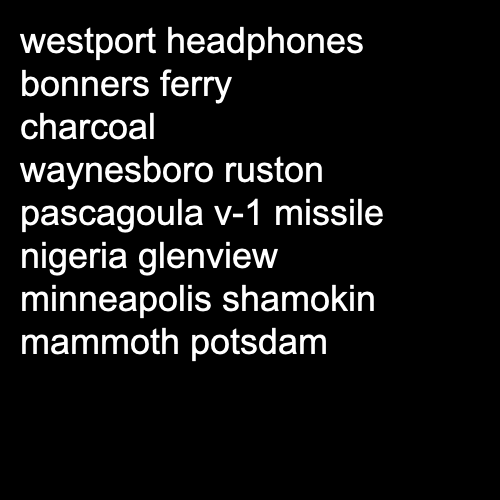 westport headphones
bonners ferry
charcoal
waynesboro ruston
pascagoula v-1 missile
nigeria glenview
minneapolis shamokin
mammoth potsdam